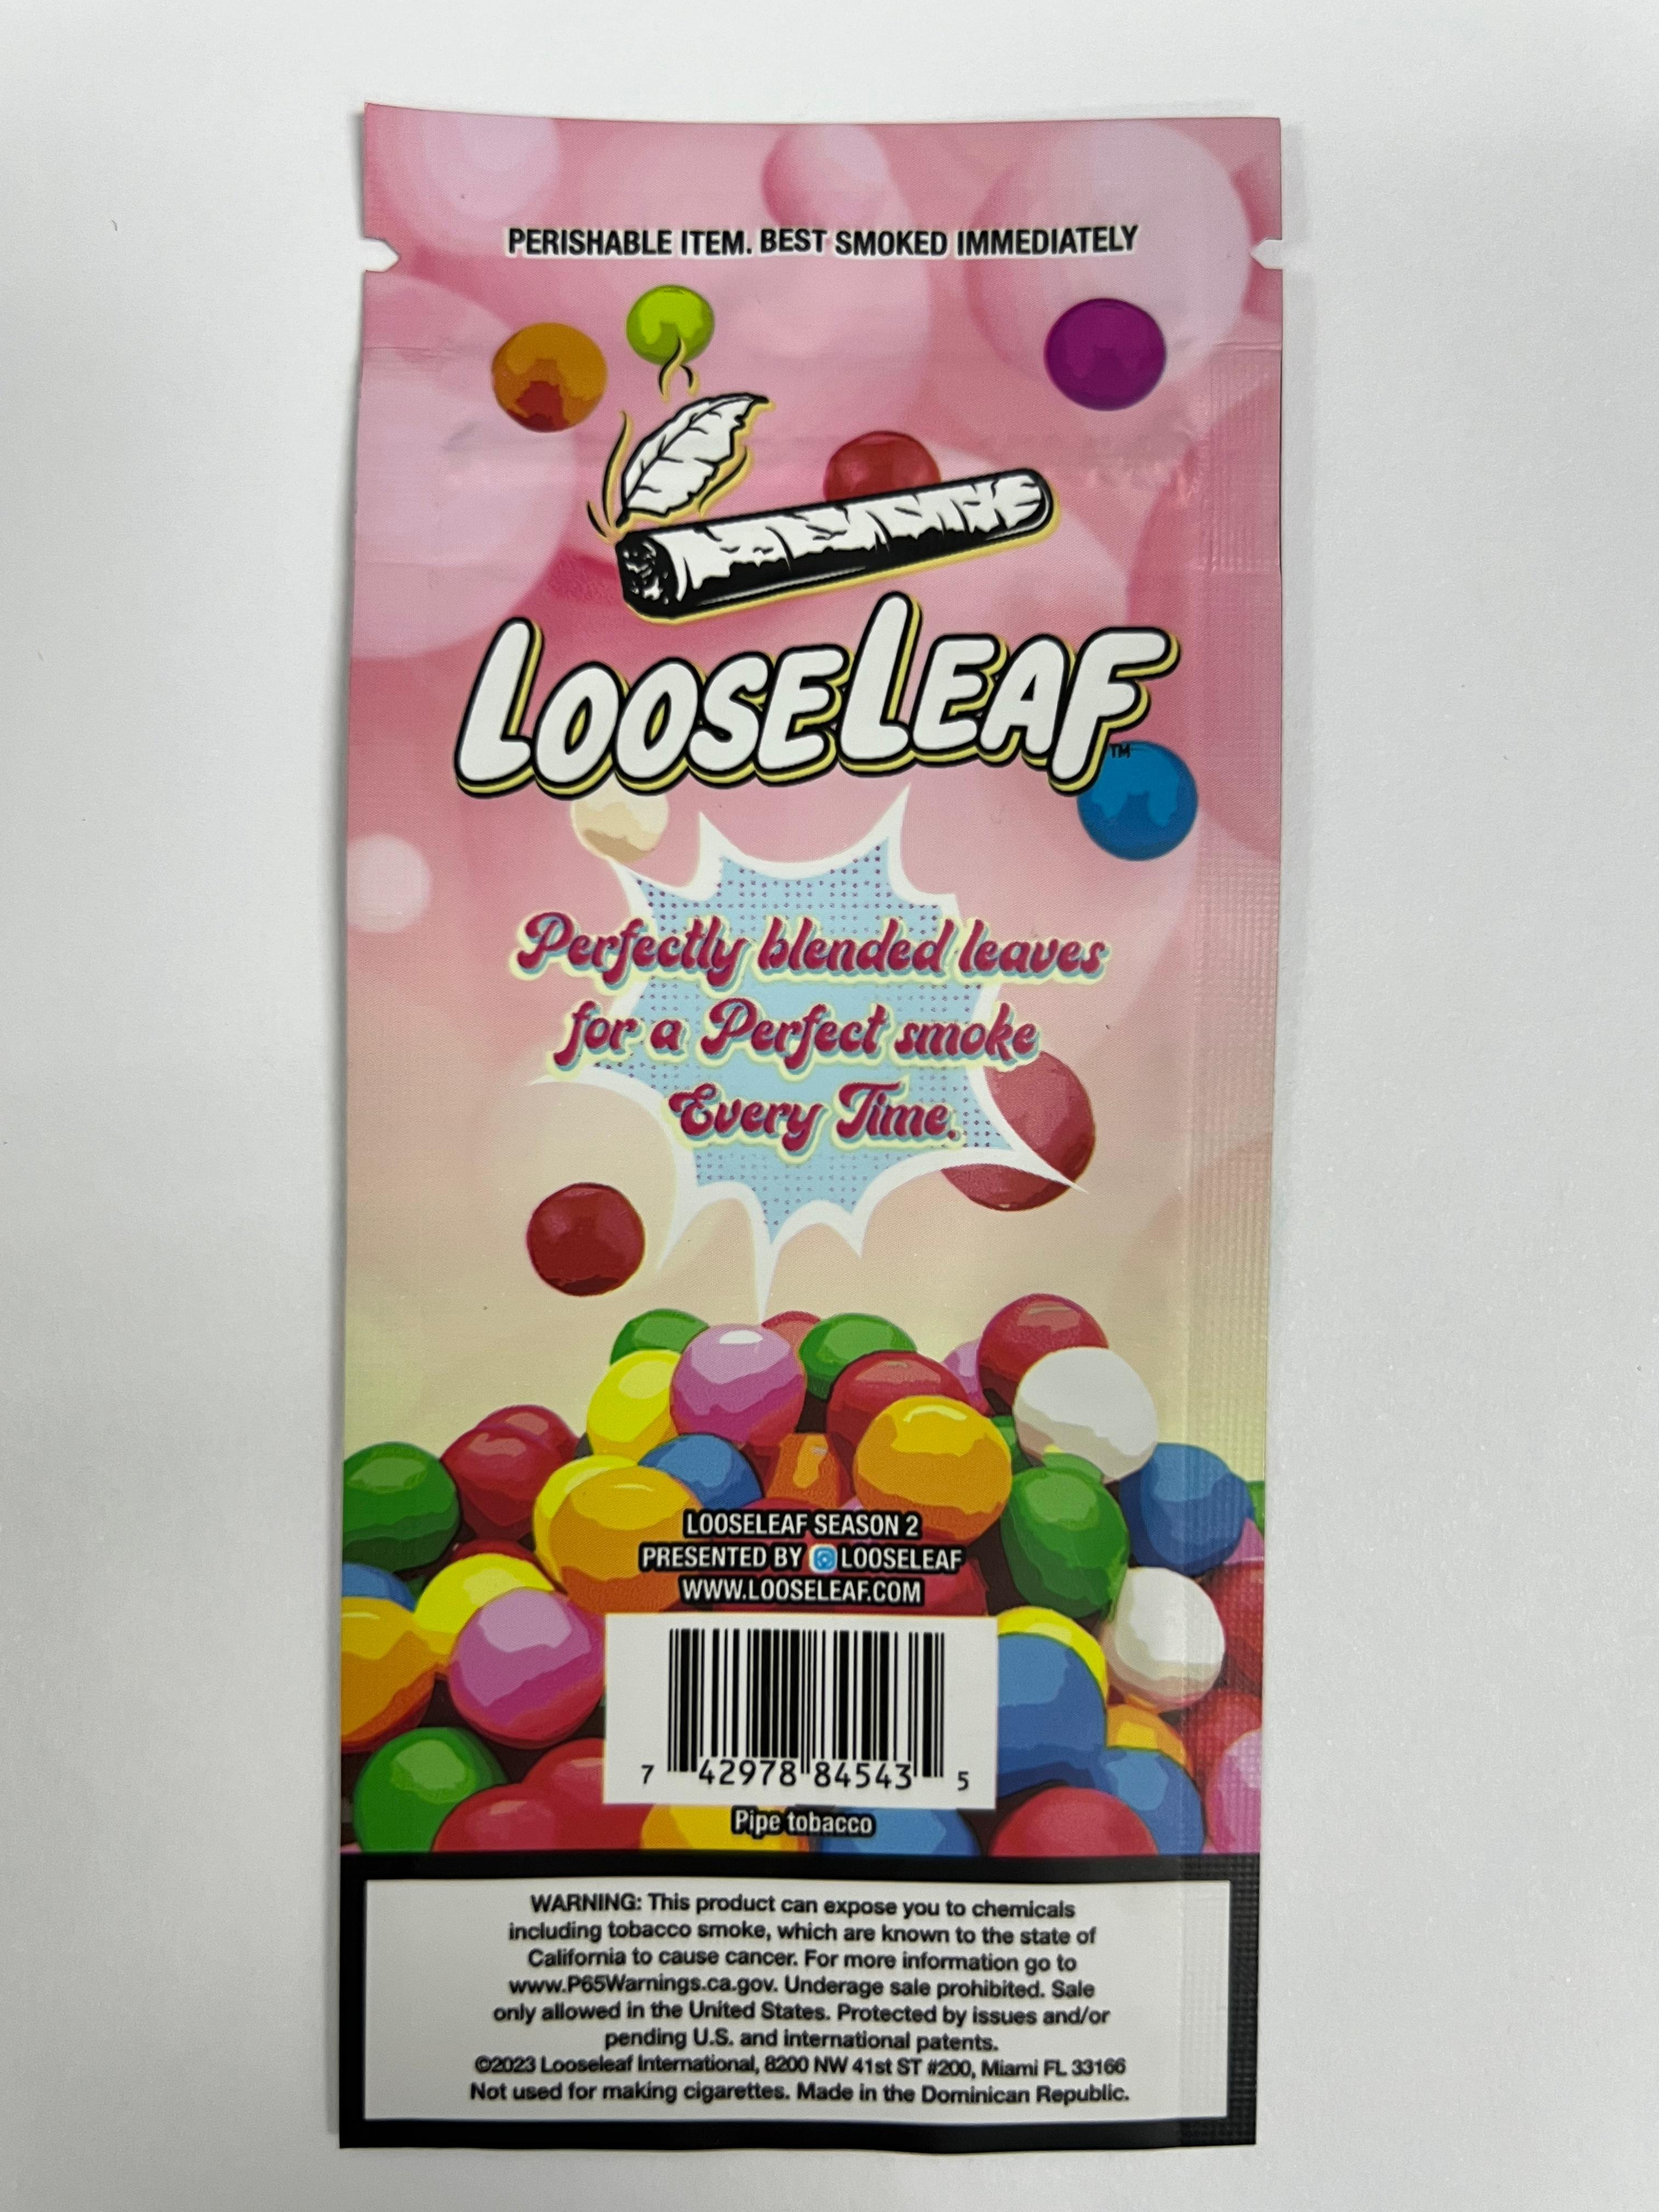 PERISHABLE ITEM. BEST SMOKED IMMEDIATELY
LOOSELEAF™
Perfectly blended leaves
for a Perfect smoke
Every Time.
LOOSELEAF SEASON 2
PRESENTED BY LOOSELEAF
WWW.LOOSELEAF.COM
7 42978 84543 5
Pipe tobacco
WARNING: This product can expose you to chemicals
including tobacco smoke, which are known to the state of
California to cause cancer. For more information go to
www.P65Warnings.ca.gov. Underage sale prohibited. Sale
only allowed in the United States. Protected by issues and/or
pending U.S. and international patents.
©2023 Looseleaf International, 8200 NW 41st ST #200, Miami FL 33166
Not used for making cigarettes. Made in the Dominican Republic.